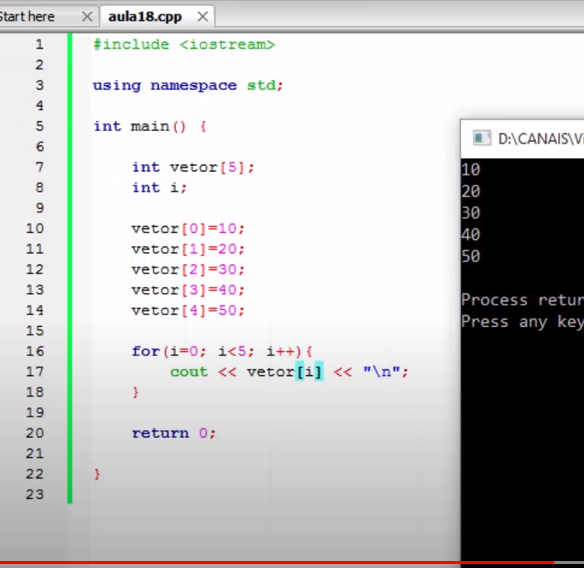 Start here
aula18.cpp
1 #include <iostream>
2
3 using namespace std;
4
5 int main() {
6
7 int vetor[5];
8 int i;
9
10 vetor[0]=10;
11 vetor[1]=20;
12 vetor[2]=30;
13 vetor[3]=40;
14 vetor[4]=50;
15
16 for(i=0; i<5; i++){
17 cout << vetor[i] << "\n";
18 }
19
20 return 0;
21
22 }
23
D:\CANAIS\Vi
10
20
30
40
50
Process retur
Press any key